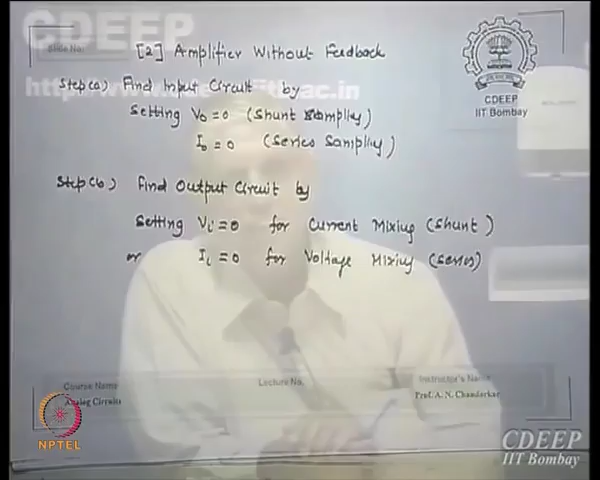 CDEEP
Slide No:
[2] Amplifier Without Feedback
Step(a) Find Input Circuit by
http://www. ac.in
Setting Vo = 0 (Shunt Sampling)
Io = 0 (Series Sampling)
CDEEP
IIT Bombay
Step(b) Find Output Circuit by
Setting Vi = 0 for Current Mixing (Shunt)
or Ii = 0 for Voltage Mixing (Series)
Course Name
Analog Circuits
Lecture No.
Instructor's Name
Prof. A. N. Chandorkar
NPTEL
CDEEP
IIT Bombay